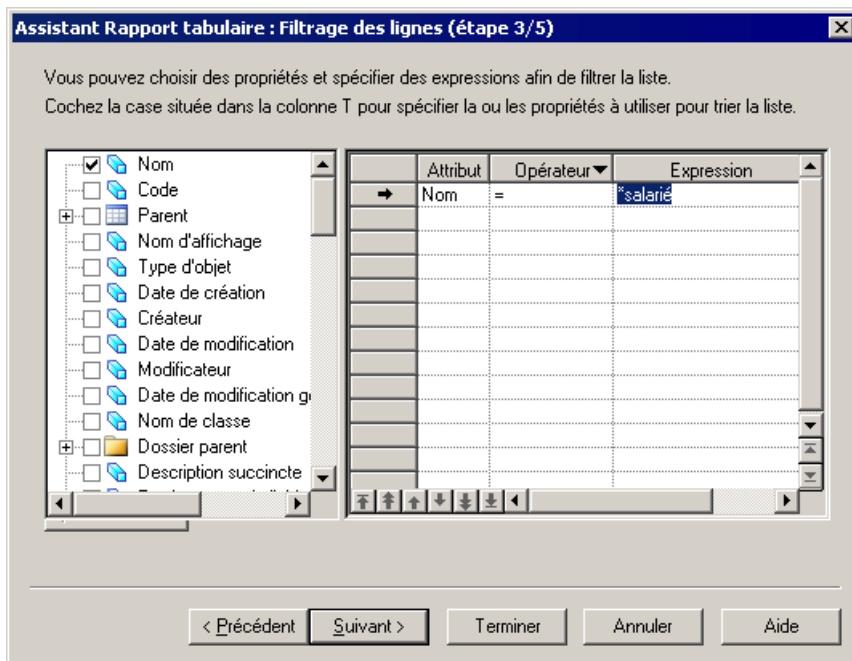 Assistant Rapport tabulaire : Filtrage des lignes (étape 3/5)
Vous pouvez choisir des propriétés et spécifier des expressions afin de filtrer la liste.
Cochez la case située dans la colonne T pour spécifier la ou les propriétés à utiliser pour trier la liste.
Nom
Code
Parent
Nom d'affichage
Type d'objet
Date de création
Créateur
Date de modification
Modificateur
Date de modification g
Nom de classe
Dossier parent
Description succincte
Attribut Opérateur Expression
Nom = *salarié
< Précédent Suivant > Terminer Annuler Aide